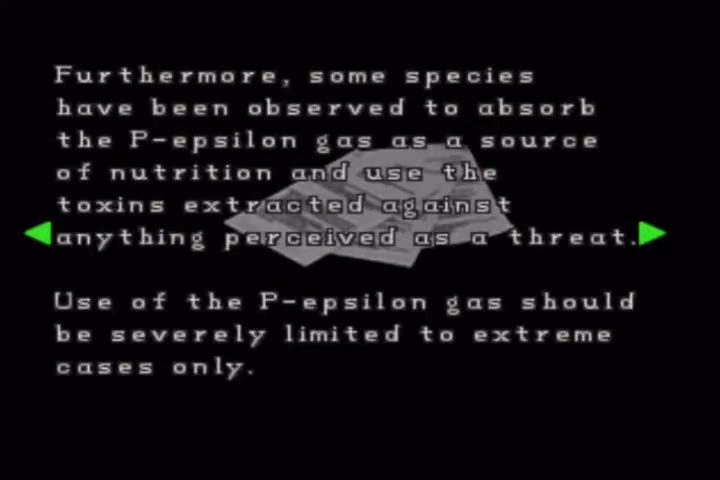 Furthermore, some species
have been observed to absorb
the P-epsilon gas as a source
of nutrition and use the
toxins extracted against
anything perceived as a threat.
Use of the P-epsilon gas should
be severely limited to extreme
cases only.